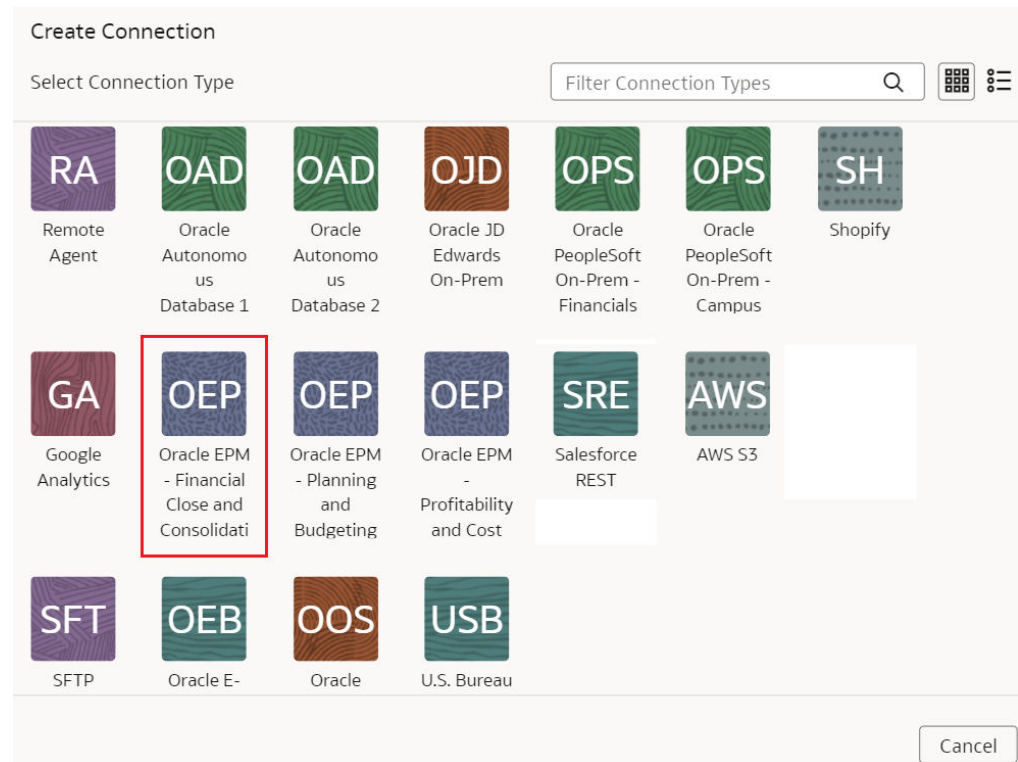 Create Connection
Select Connection Type
Filter Connection Types
RA
OAD
OAD
OJD
OPS
OPS
SH
Remote
Agent
Oracle
Autonomo
us
Database 1
Oracle
Autonomo
us
Database 2
Oracle JD
Edwards
On-Prem
Oracle
PeopleSoft
On-Prem -
Financials
Oracle
PeopleSoft
On-Prem -
Campus
Shopify
GA
OEP
OEP
OEP
SRE
AWS
Google
Analytics
Oracle EPM
- Financial
Close and
Consolidati
Oracle EPM
- Planning
and
Budgeting
Oracle EPM
-
Profitability
and Cost
Salesforce
REST
AWS S3
SFT
OEB
OOS
USB
SFTP
Oracle E-
Oracle
U.S. Bureau
Cancel